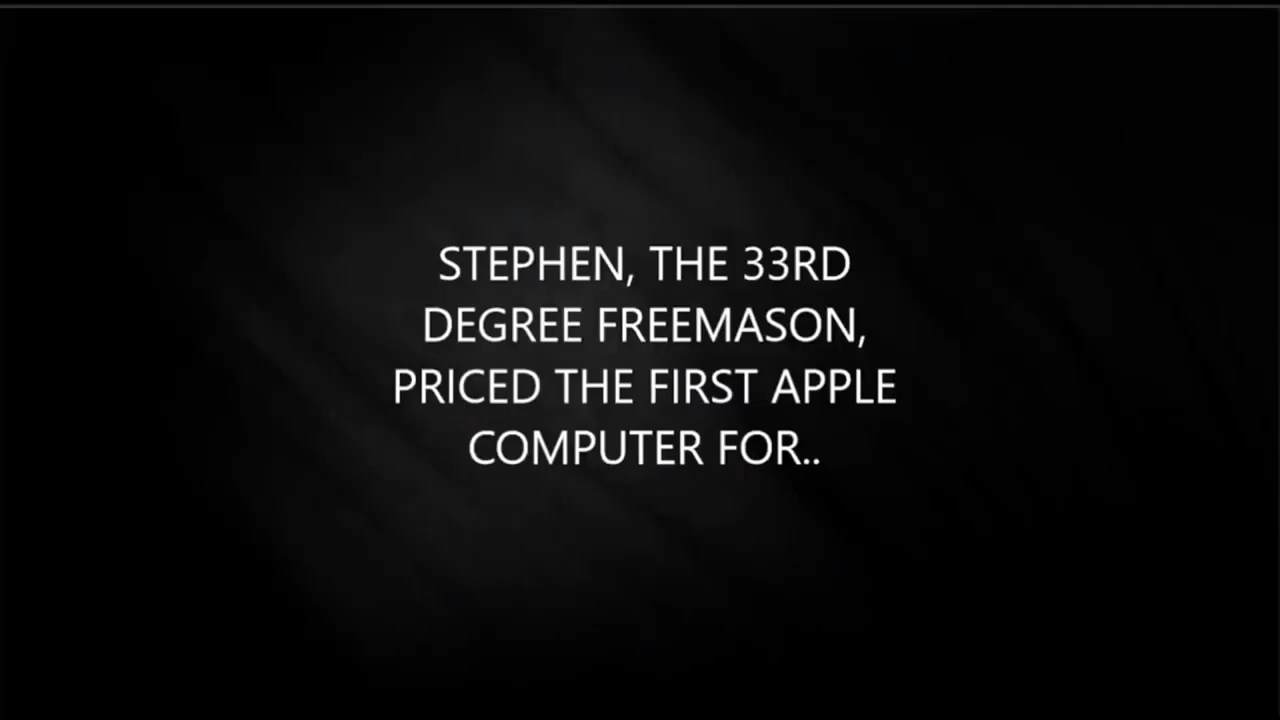 STEPHEN, THE 33RD
DEGREE FREEMASON,
PRICED THE FIRST APPLE
COMPUTER FOR..